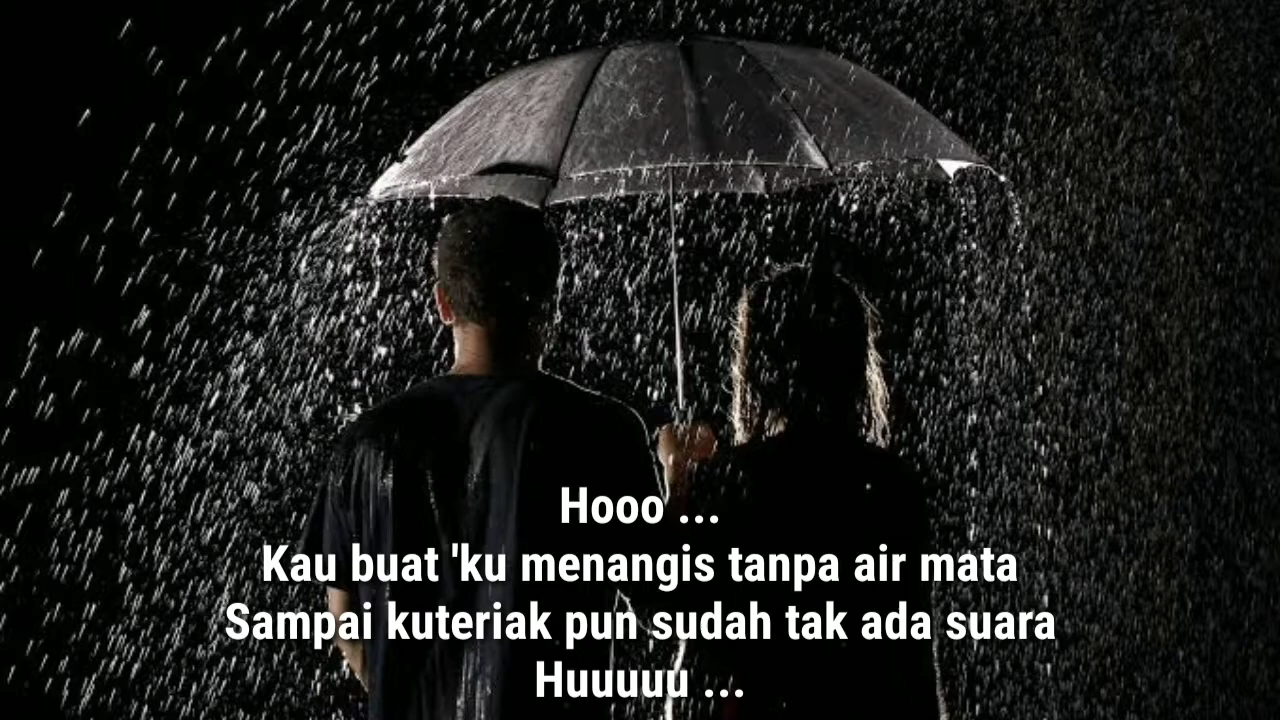 Hooo ...
Kau buat 'ku menangis tanpa air mata
Sampai kuteriak pun sudah tak ada suara
Huuuuu ...